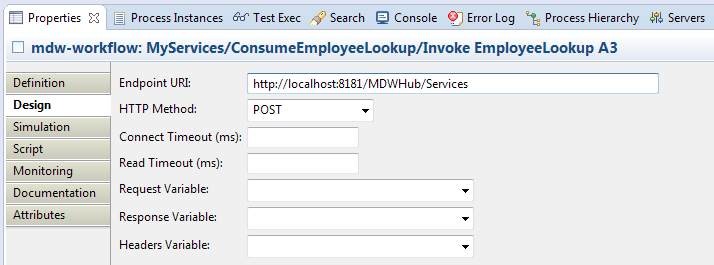 Properties Process Instances Test Exec Search Console Error Log Process Hierarchy Servers
mdw-workflow: MyServices/ConsumeEmployeeLookup/Invoke EmployeeLookup A3
Definition
Design
Simulation
Script
Monitoring
Documentation
Attributes
Endpoint URI: http://localhost:8181/MDWHub/Services
HTTP Method: POST
Connect Timeout (ms):
Read Timeout (ms):
Request Variable:
Response Variable:
Headers Variable: